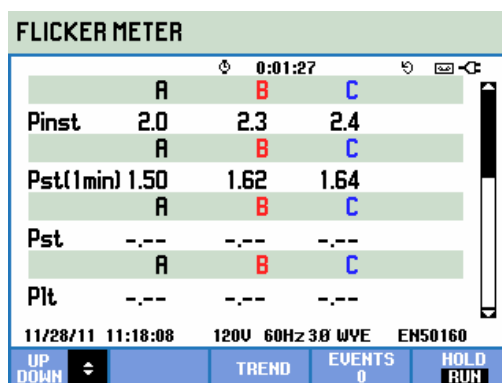 FLICKER METER
0:01:27
A B C
Pinst 2.0 2.3 2.4
A B C
Pst(1min) 1.50 1.62 1.64
A B C
Pst -.-- -.-- -.--
A B C
Plt -.-- -.-- -.--
11/28/11 11:18:08 120V 60Hz 3Ø WYE EN50160
UP DOWN TREND EVENTS 0 HOLD RUN